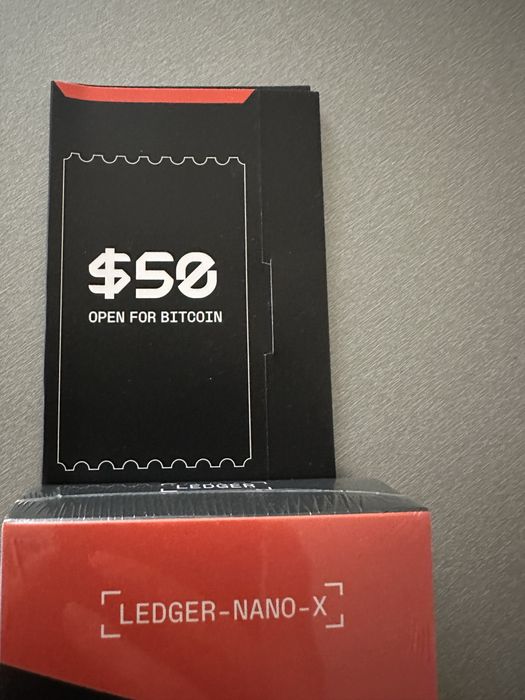 $50
OPEN FOR BITCOIN
LEDGER
LEDGER-NANO-X